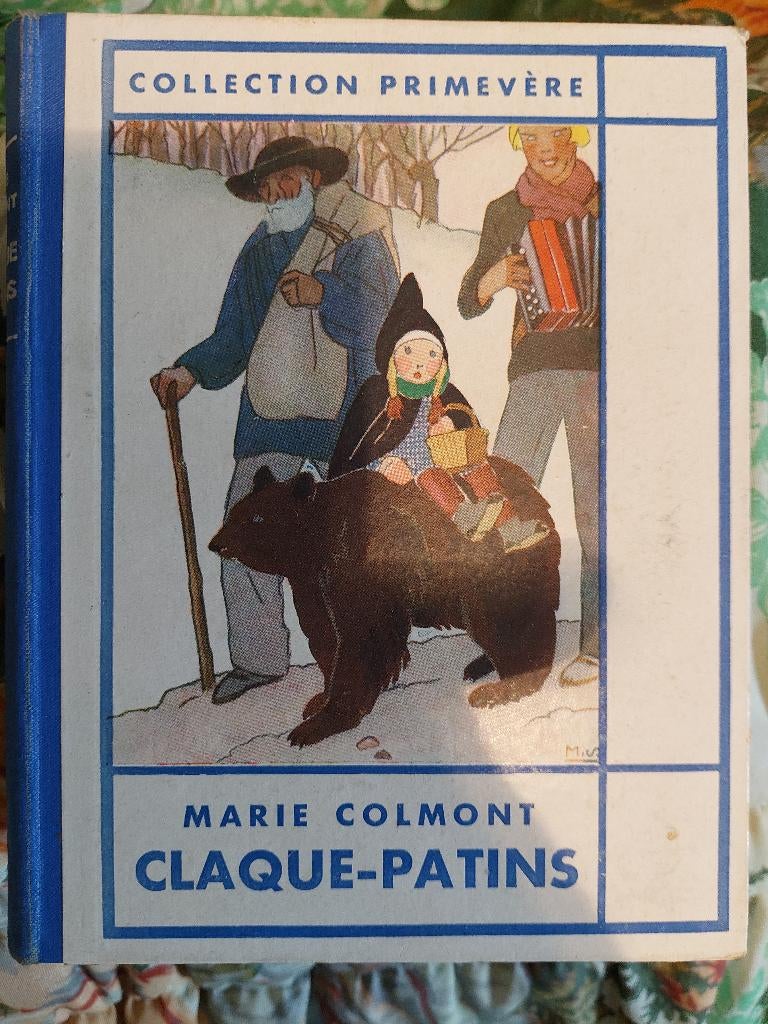 COLLECTION PRIMEVÈRE
MARIE COLMONT
CLAQUE-PATINS